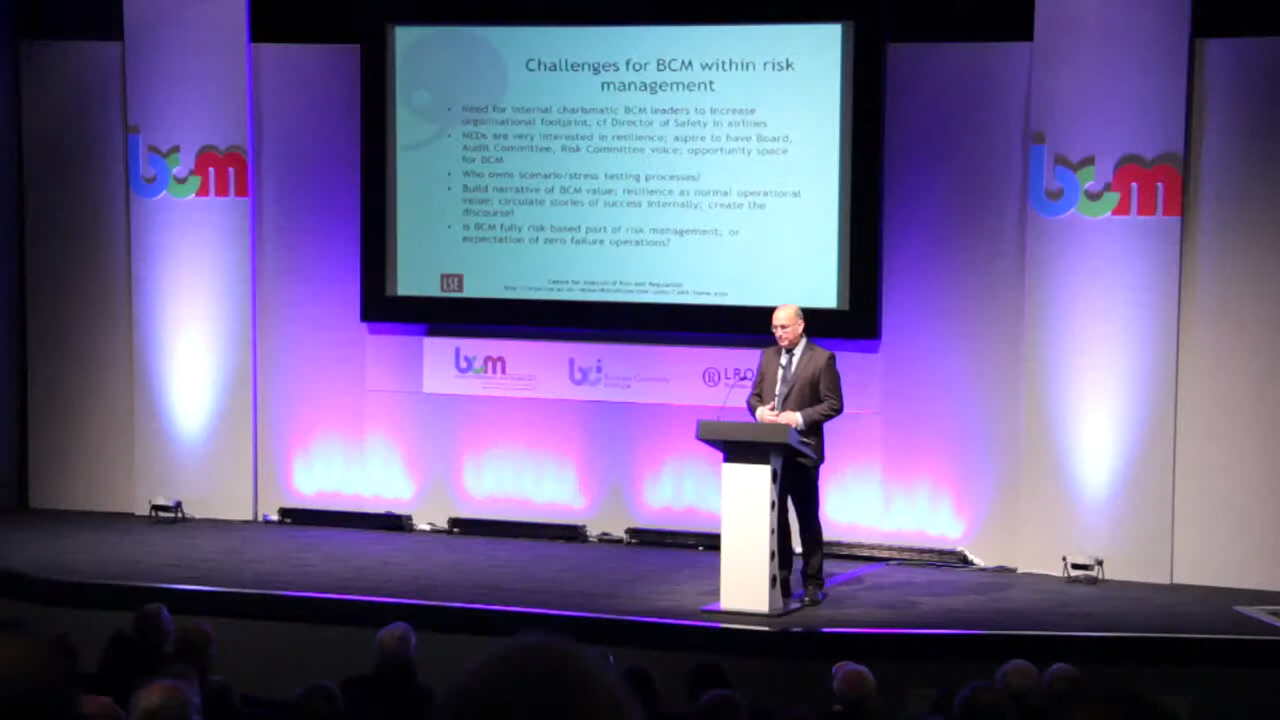 Challenges for BCM within risk
management
• Need for internal charismatic BCM leaders to increase
organisational footprint; cf Director of Safety in airlines
• NEDs are very interested in resilience; aspire to have Board,
Audit Committee, Risk Committee voice; opportunity space
for BCM
• Who owns scenario/stress testing processes?
• Build narrative of BCM value; resilience as normal operational
value; circulate stories of success internally; create the
discourse!
• Is BCM fully risk based part of risk management; or
expectation of zero failure operations?
LSE
Centre for Analysis of Risk and Regulation
bcm
bcm
bcm
bci
Business Continuity
Institute
LRQ